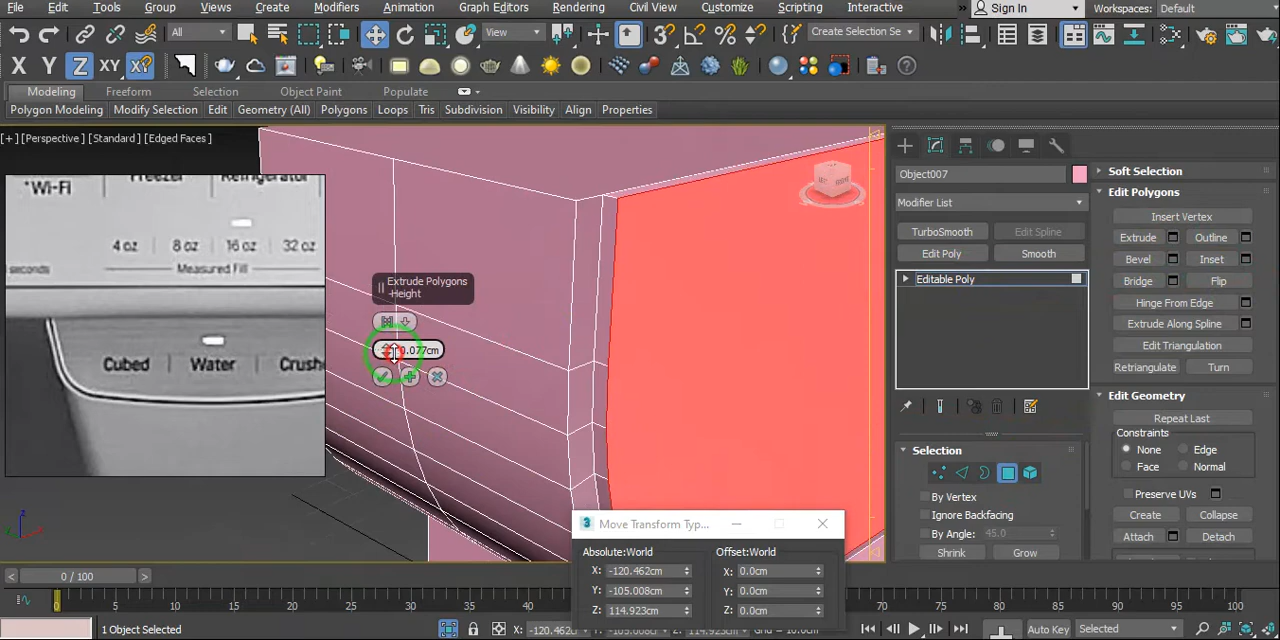 File Edit Tools Group Views Create Modifiers Animation Graph Editors Rendering Civil View Customize Scripting Interactive Sign In Workspaces: Default
All View Create Selection Se
X Y Z XY
Modeling Freeform Selection Object Paint Populate
Polygon Modeling Modify Selection Edit Geometry (All) Polygons Loops Tris Subdivision Visibility Align Properties
[+] [Perspective ] [Standard ] [Edged Faces ]
*Wi-Fi Freezer Refrigerator
4 oz 8 oz 16 oz 32 oz
seconds Measured Fill
Cubed Water
Extrude Polygons
-Height
0.077cm
Move Transform Typ...
Absolute:World Offset:World
X: -120.462cm X: 0.0cm
Y: -105.008cm Y: 0.0cm
Z: 114.923cm Z: 0.0cm
Object007
Modifier List
TurboSmooth Edit Spline
Edit Poly Smooth
Editable Poly
Selection
By Vertex
Ignore Backfacing
By Angle: 45.0
Shrink Grow
Soft Selection
Edit Polygons
Insert Vertex
Extrude Outline
Bevel Inset
Bridge Flip
Hinge From Edge
Extrude Along Spline
Edit Triangulation
Retriangulate Turn
Edit Geometry
Repeat Last
Constraints
None Edge
Face Normal
Preserve UVs
Create Collapse
Attach Detach
0 / 100
0 5 10 15 20 25 30 35 40 70 75 80 85 90 95 100
1 Object Selected X: -120.462 Auto Key Selected